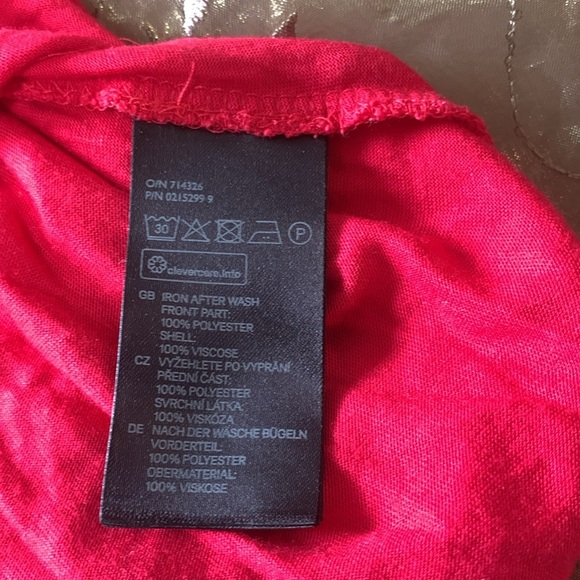 O/N 714326
P/N 0215299 9
30 P
clevercare.info
GB IRON AFTER WASH
FRONT PART:
100% POLYESTER
SHELL:
100% VISCOSE
CZ VYŽEHLETE PO VYPRÁNÍ
PŘEDNÍ ČÁST:
100% POLYESTER
SVRCHNÍ LÁTKA:
100% VISKÓZA
DE NACH DER WÄSCHE BÜGELN
VORDERTEIL:
100% POLYESTER
OBERMATERIAL:
100% VISKOSE